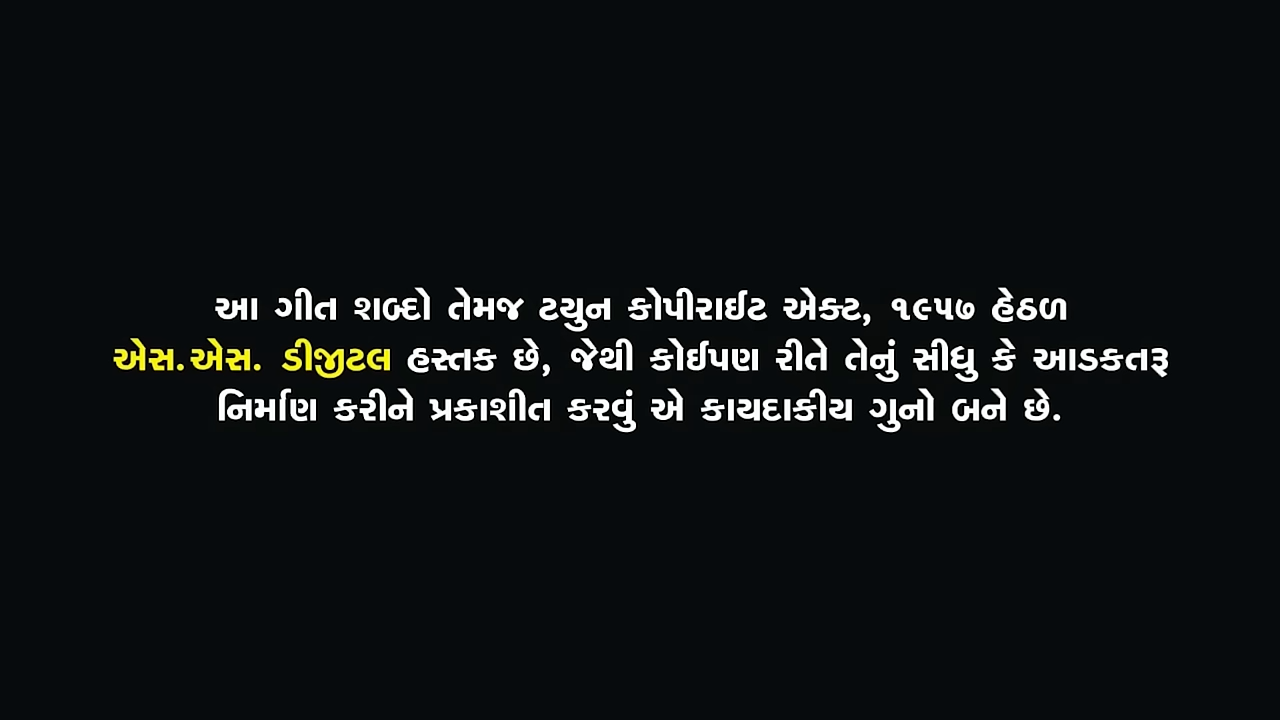 આ ગીત શબ્દો તેમજ ટયુન કોપીરાઈટ એક્ટ, ૧૯૫૭ હેઠળ
એસ.એસ. ડીજીટલ હસ્તક છે, જેથી કોઈપણ રીતે તેનું સીધુ કે આડકતરૂ
નિર્માણ કરીને પ્રકાશીત કરવું એ કાયદાકીય ગુનો બને છે.